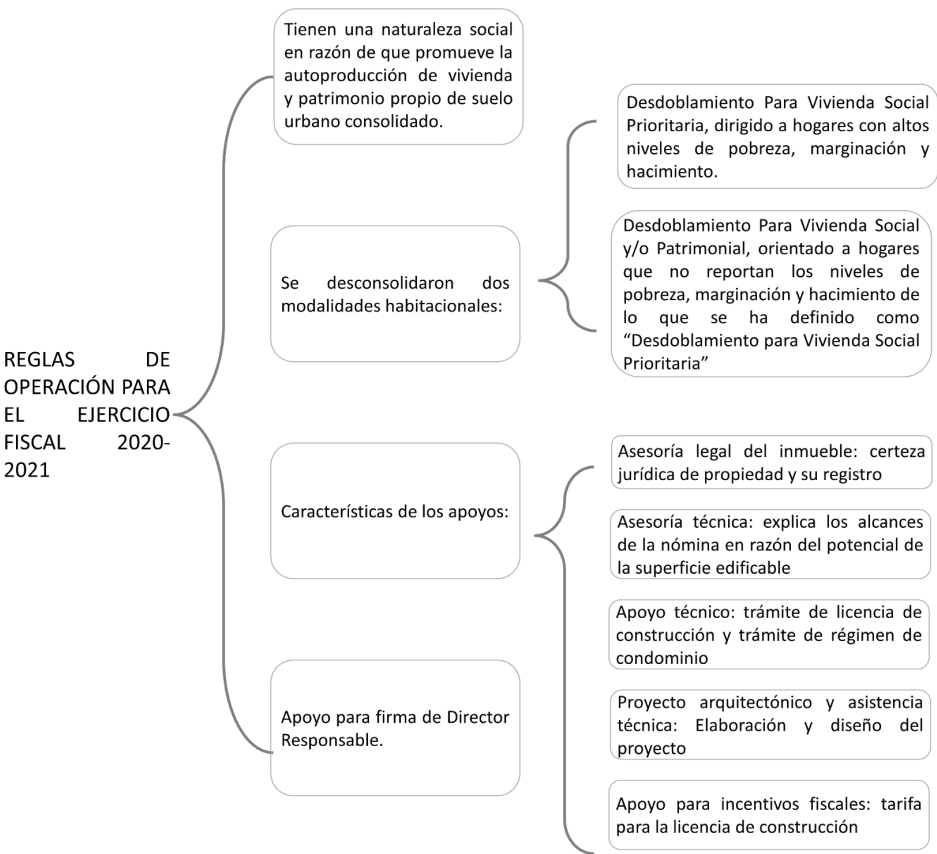 REGLAS DE
OPERACIÓN PARA
EL EJERCICIO
FISCAL 2020-
2021
Tienen una naturaleza social
en razón de que promueve la
autoproducción de vivienda
y patrimonio propio de suelo
urbano consolidado.
Se desconsolidaron dos
modalidades habitacionales:
Desdoblamiento Para Vivienda Social
Prioritaria, dirigido a hogares con altos
niveles de pobreza, marginación y
hacimiento.
Desdoblamiento Para Vivienda Social
y/o Patrimonial, orientado a hogares
que no reportan los niveles de
pobreza, marginación y hacimiento de
lo que se ha definido como
“Desdoblamiento para Vivienda Social
Prioritaria”
Características de los apoyos:
Asesoría legal del inmueble: certeza
jurídica de propiedad y su registro
Asesoría técnica: explica los alcances
de la nómina en razón del potencial de
la superficie edificable
Apoyo técnico: trámite de licencia de
construcción y trámite de régimen de
condominio
Proyecto arquitectónico y asistencia
técnica: Elaboración y diseño del
proyecto
Apoyo para incentivos fiscales: tarifa
para la licencia de construcción
Apoyo para firma de Director
Responsable.